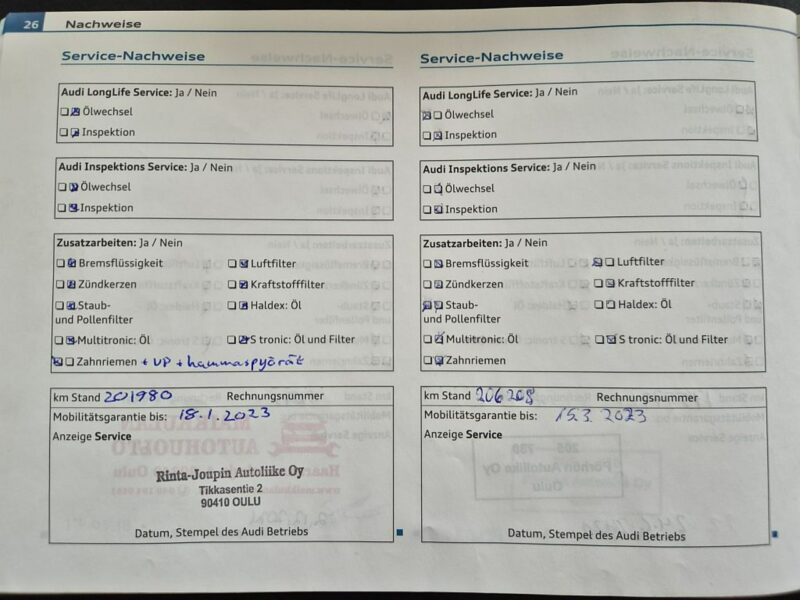 26 Nachweise
Service-Nachweise
Audi LongLife Service: Ja / Nein
Ölwechsel
Inspektion
Audi Inspektions Service: Ja / Nein
Ölwechsel
Inspektion
Zusatzarbeiten: Ja / Nein
Bremsflüssigkeit Luftfilter
Zündkerzen Kraftstofffilter
Staub- Haldex: Öl
und Pollenfilter
Multitronic: Öl S tronic: Öl und Filter
Zahnriemen + VP + hammaspyörät
km Stand 201980 Rechnungsnummer
Mobilitätsgarantie bis: 18.1.2023
Anzeige Service
Rinta-Joupin Autoliike Oy
Tikkasentie 2
90410 OULU
Datum, Stempel des Audi Betriebs
Service-Nachweise
Audi LongLife Service: Ja / Nein
Ölwechsel
Inspektion
Audi Inspektions Service: Ja / Nein
Ölwechsel
Inspektion
Zusatzarbeiten: Ja / Nein
Bremsflüssigkeit Luftfilter
Zündkerzen Kraftstofffilter
Staub- Haldex: Öl
und Pollenfilter
Multitronic: Öl S tronic: Öl und Filter
Zahnriemen
km Stand 206208 Rechnungsnummer
Mobilitätsgarantie bis: 15.3.2023
Anzeige Service
Datum, Stempel des Audi Betriebs